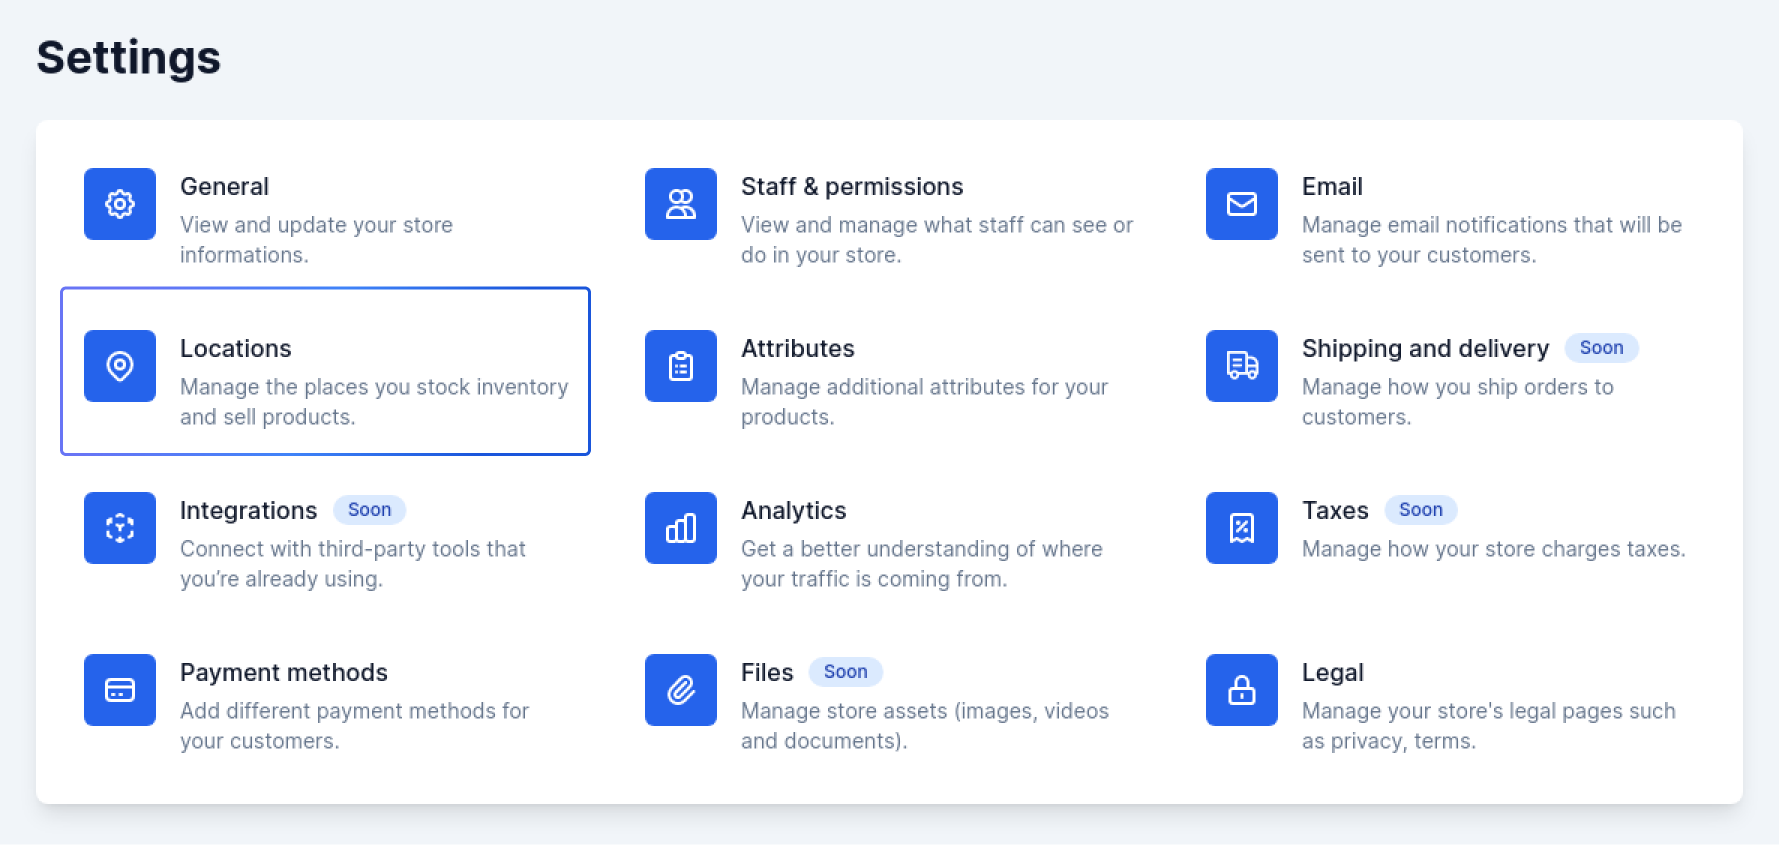 Settings
General
View and update your store
informations.
Staff & permissions
View and manage what staff can see or
do in your store.
Email
Manage email notifications that will be
sent to your customers.
Locations
Manage the places you stock inventory
and sell products.
Attributes
Manage additional attributes for your
products.
Shipping and delivery Soon
Manage how you ship orders to
customers.
Integrations Soon
Connect with third-party tools that
you’re already using.
Analytics
Get a better understanding of where
your traffic is coming from.
Taxes Soon
Manage how your store charges taxes.
Payment methods
Add different payment methods for
your customers.
Files Soon
Manage store assets (images, videos
and documents).
Legal
Manage your store's legal pages such
as privacy, terms.